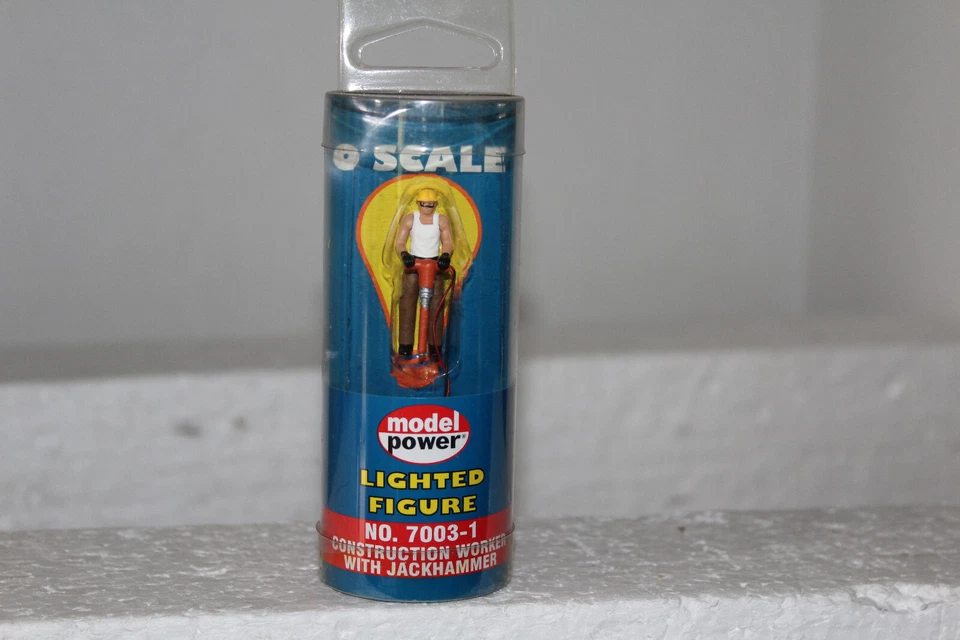 O SCALE
model
power®
LIGHTED
FIGURE
NO. 7003-1
CONSTRUCTION WORKER
WITH JACKHAMMER